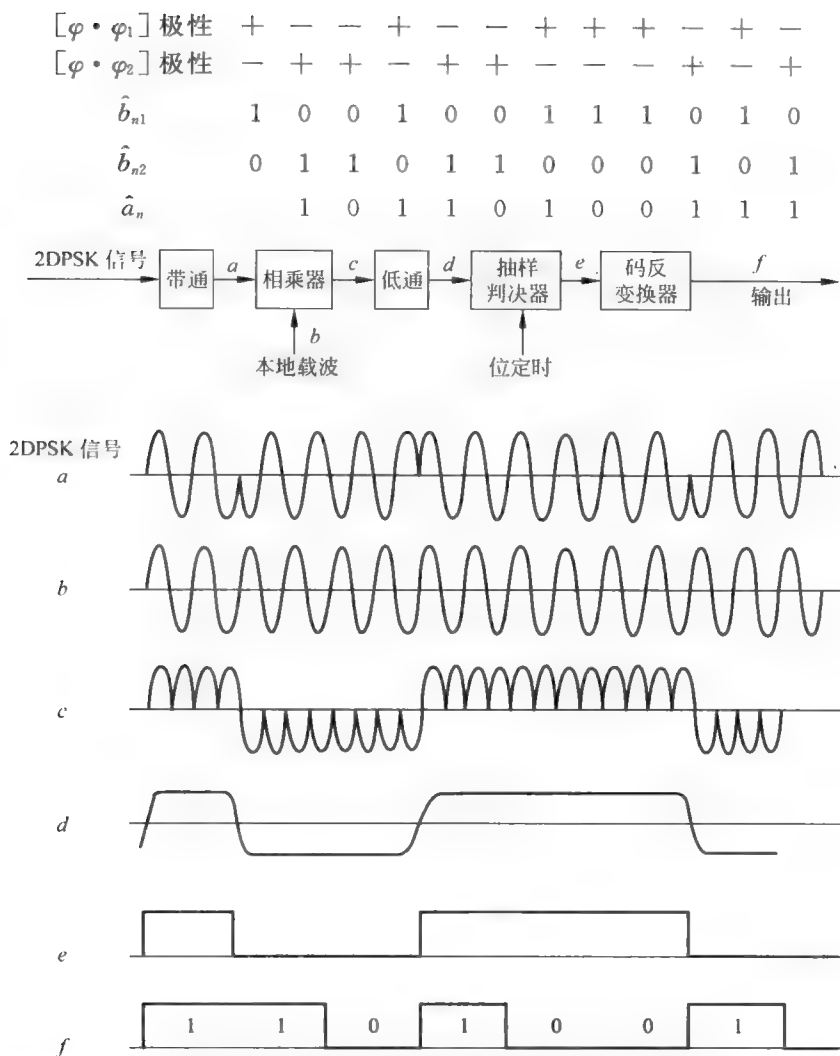 [φ·φ₁]极性 + − − + − − + + + − + −
[φ·φ₂]极性 − + + − + + − − − + − +
b̂ₙ₁ 1 0 0 1 0 0 1 1 1 0 1 0
b̂ₙ₂ 0 1 1 0 1 1 0 0 0 1 0 1
âₙ 1 0 1 1 0 1 0 0 1 1 1
2DPSK 信号
带通
a
相乘器
c
低通
d
抽样
判决器
e
码反
变换器
f
输出
b
本地载波
位定时
2DPSK 信号
a
b
c
d
e
f
1 1 0 1 0 0 1